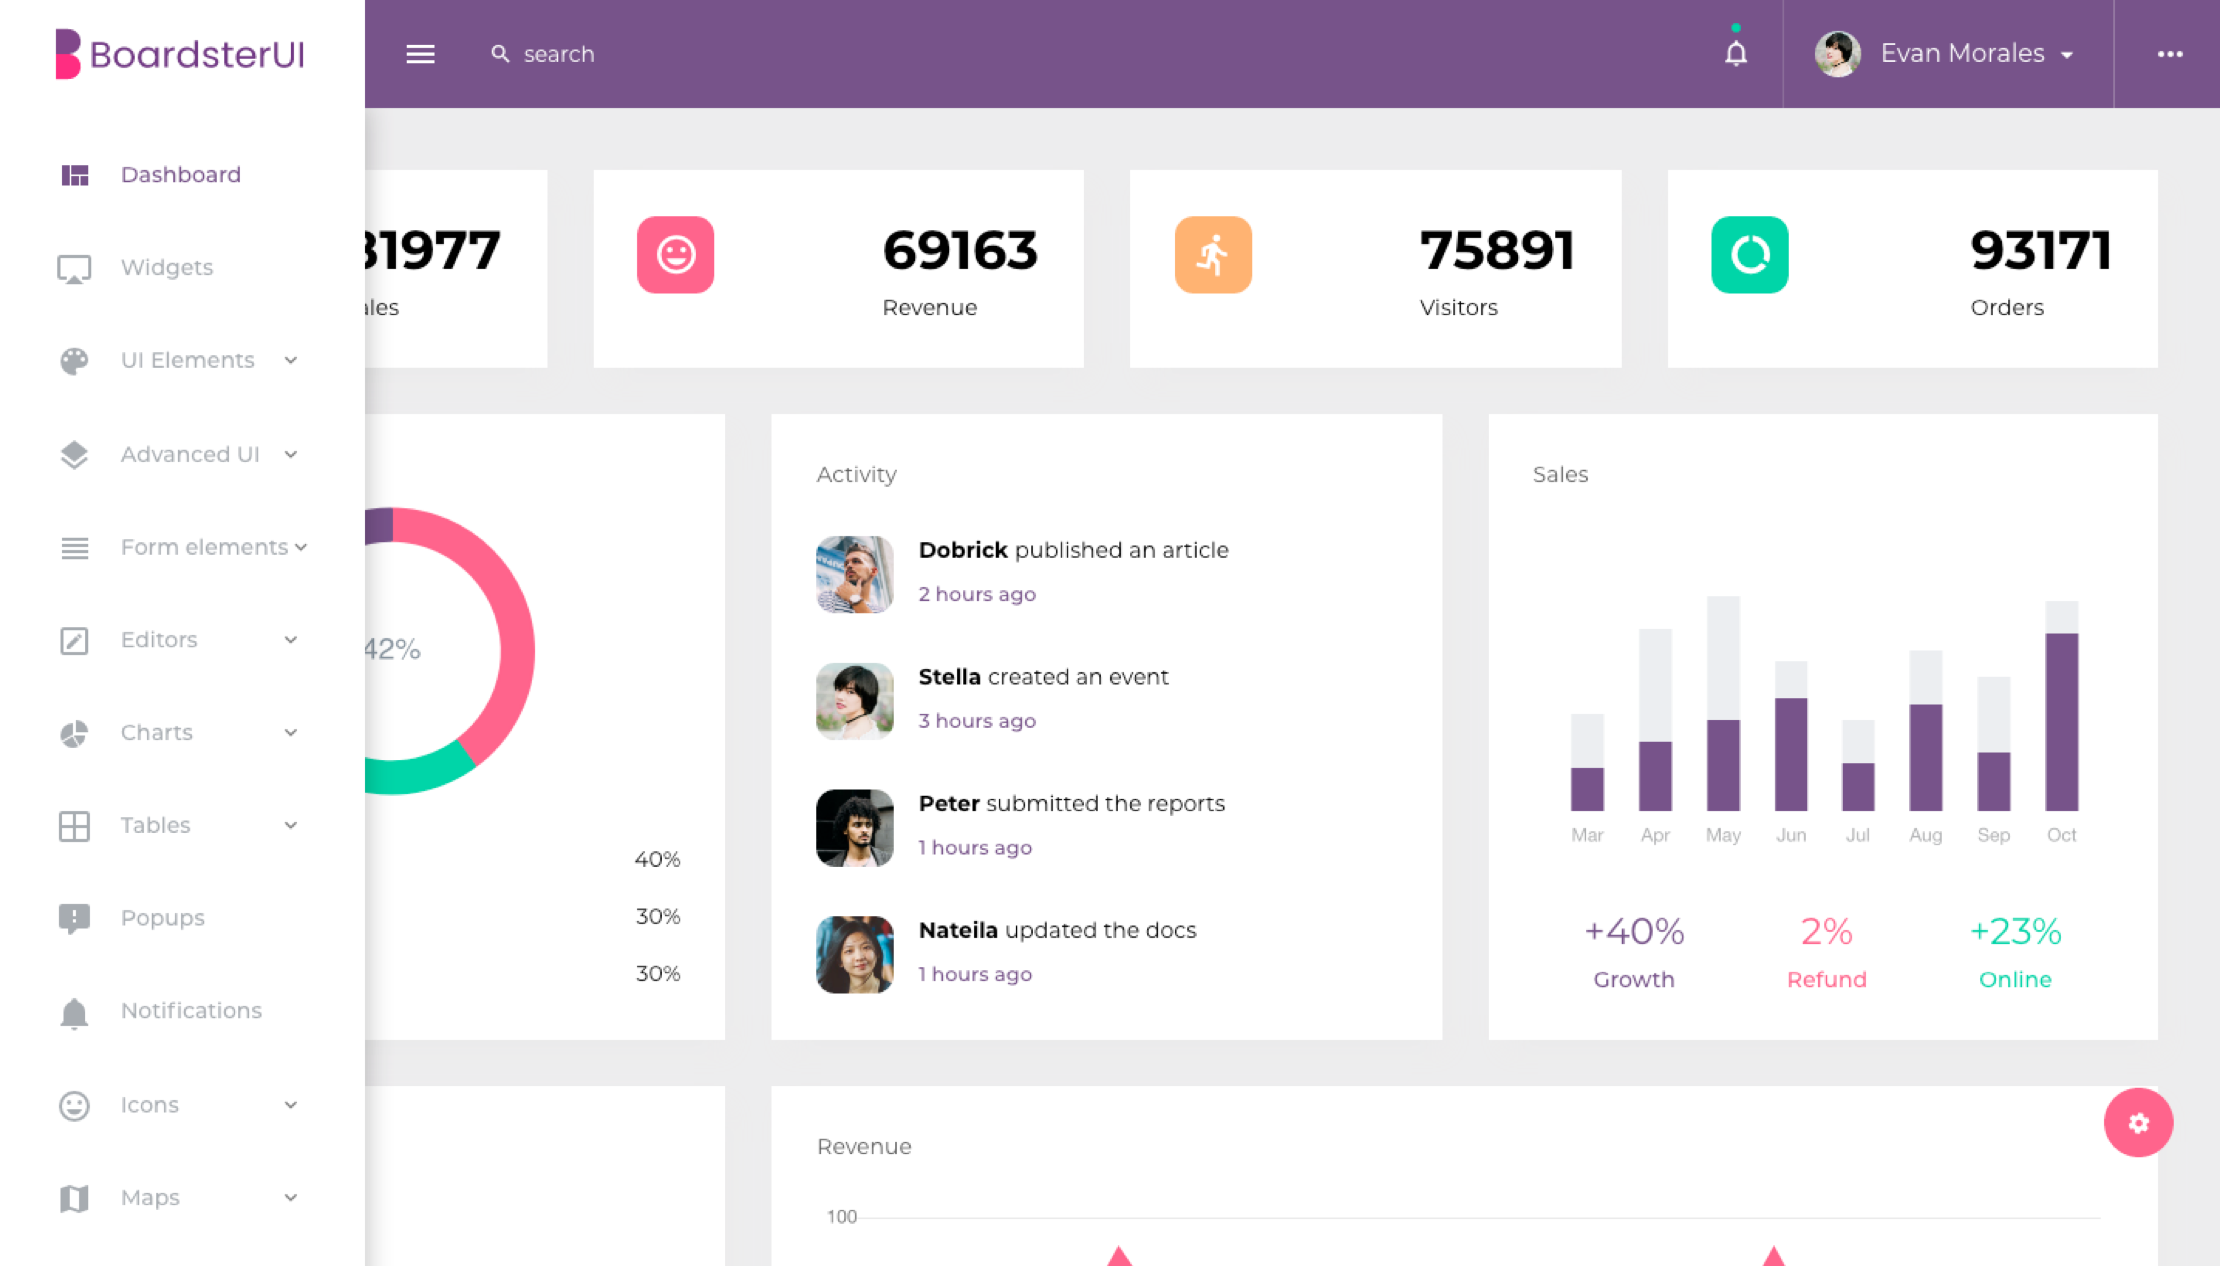 BoardsterUI
search
Evan Morales
Dashboard
Widgets
UI Elements
Advanced UI
Form elements
Editors
Charts
Tables
Popups
Notifications
Icons
Maps
1977
ales
69163
Revenue
75891
Visitors
93171
Orders
42%
40%
30%
30%
Activity
Dobrick published an article
2 hours ago
Stella created an event
3 hours ago
Peter submitted the reports
1 hours ago
Nateila updated the docs
1 hours ago
Sales
Mar Apr May Jun Jul Aug Sep Oct
+40% 2% +23%
Growth Refund Online
Revenue
100